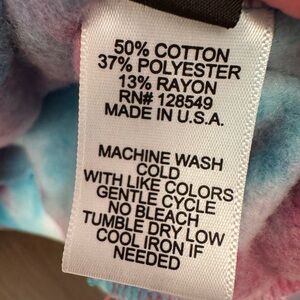 50% COTTON
37% POLYESTER
13% RAYON
RN# 128549
MADE IN U.S.A.
MACHINE WASH
COLD
WITH LIKE COLORS
GENTLE CYCLE
NO BLEACH
TUMBLE DRY LOW
COOL IRON IF
NEEDED